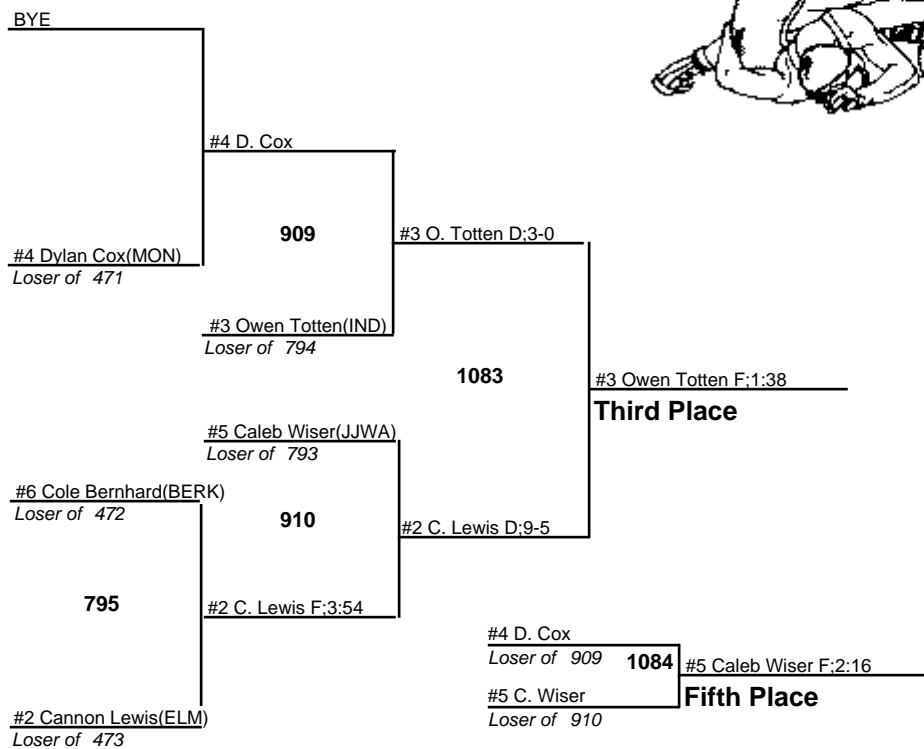 BYE
#4 D. Cox
909
#3 O. Totten D;3-0
#4 Dylan Cox(MON)
Loser of 471
#3 Owen Totten(IND)
Loser of 794
1083
#3 Owen Totten F;1:38
Third Place
#5 Caleb Wiser(JJWA)
Loser of 793
#6 Cole Bernhard(BERK)
Loser of 472
910
#2 C. Lewis D;9-5
795
#2 C. Lewis F;3:54
#4 D. Cox
Loser of 909
1084
#5 Caleb Wiser F;2:16
Fifth Place
#5 C. Wiser
Loser of 910
#2 Cannon Lewis(ELM)
Loser of 473